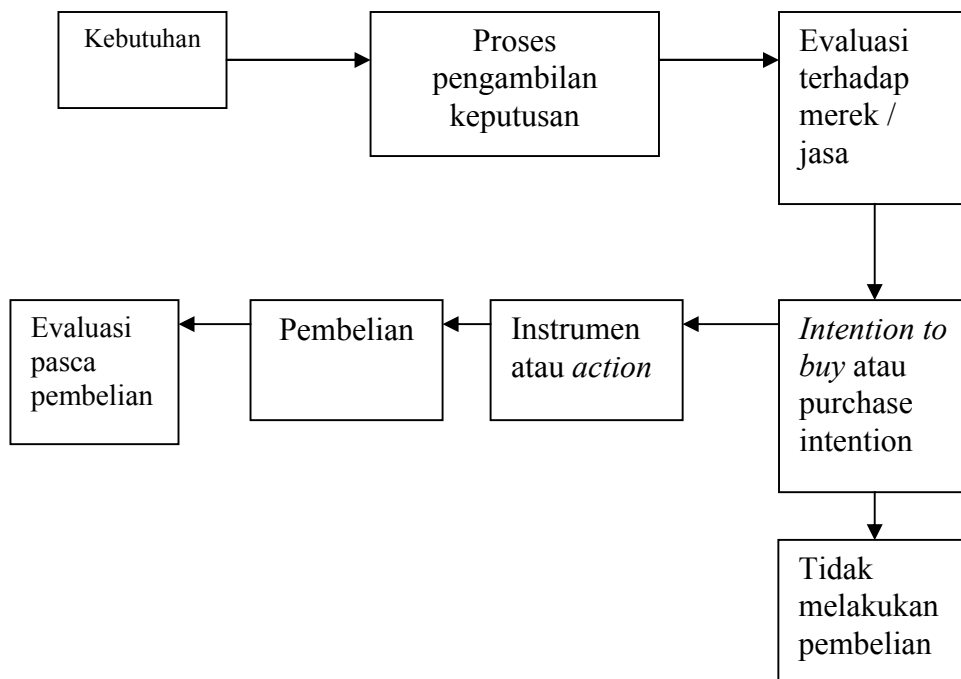 Kebutuhan
Proses
pengambilan
keputusan
Evaluasi
terhadap
merek /
jasa
Evaluasi
pasca
pembelian
Pembelian
Instrumen
atau action
Intention to
buy atau
purchase
intention
Tidak
melakukan
pembelian